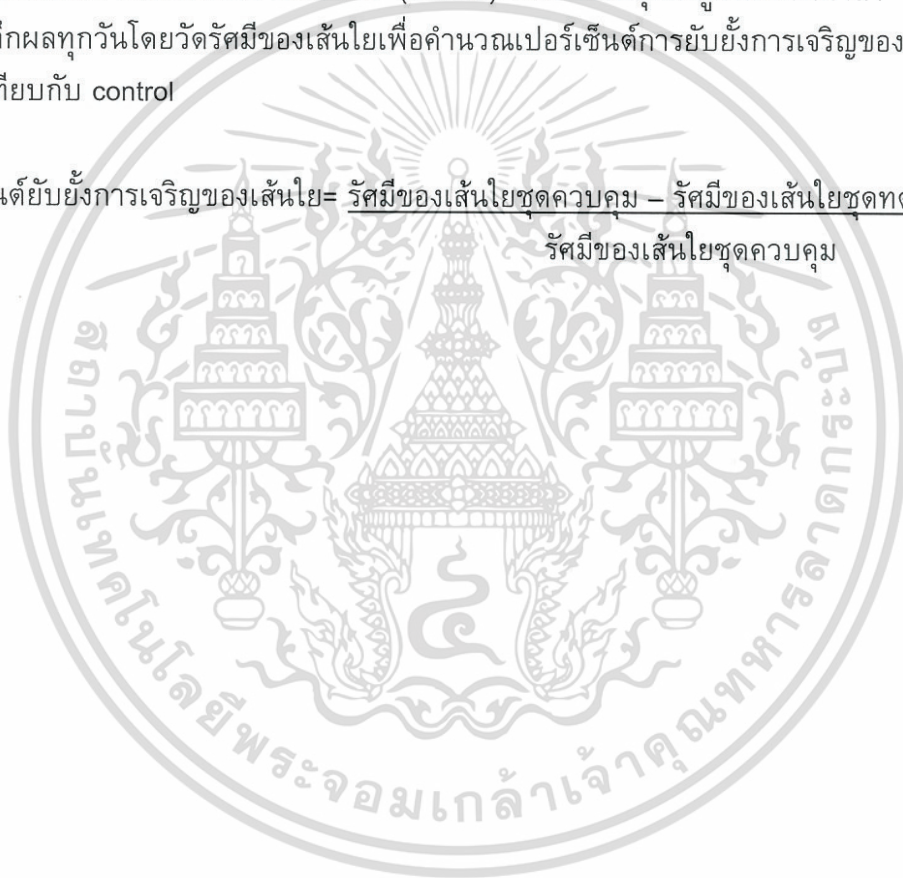 กผลทุกวันโดยวัดรัศมีของเส้นใยเพื่อคำนวณเปอร์เซ็นต์การยับยั้งการเจริญของ
ทียบกับ control
นต์ยับยั้งการเจริญของเส้นใย= รัศมีของเส้นใยชุดควบคุม – รัศมีของเส้นใยชุดทด
รัศมีของเส้นใยชุดควบคุม
สถาบันเทคโนโลยีพระจอมเกล้าเจ้าคุณทหารลาดกระบัง